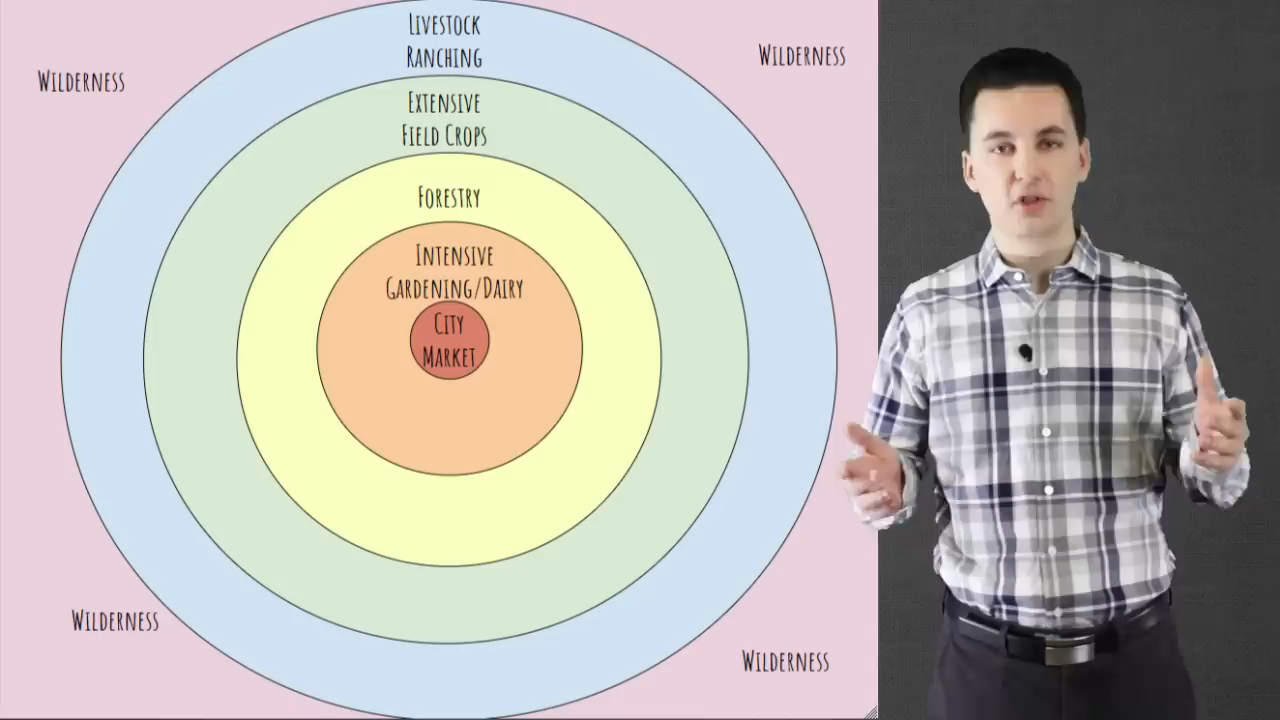 Livestock
Ranching
Wilderness
Wilderness
Extensive
Field Crops
Forestry
Intensive
Gardening/Dairy
City
Market
Wilderness
Wilderness